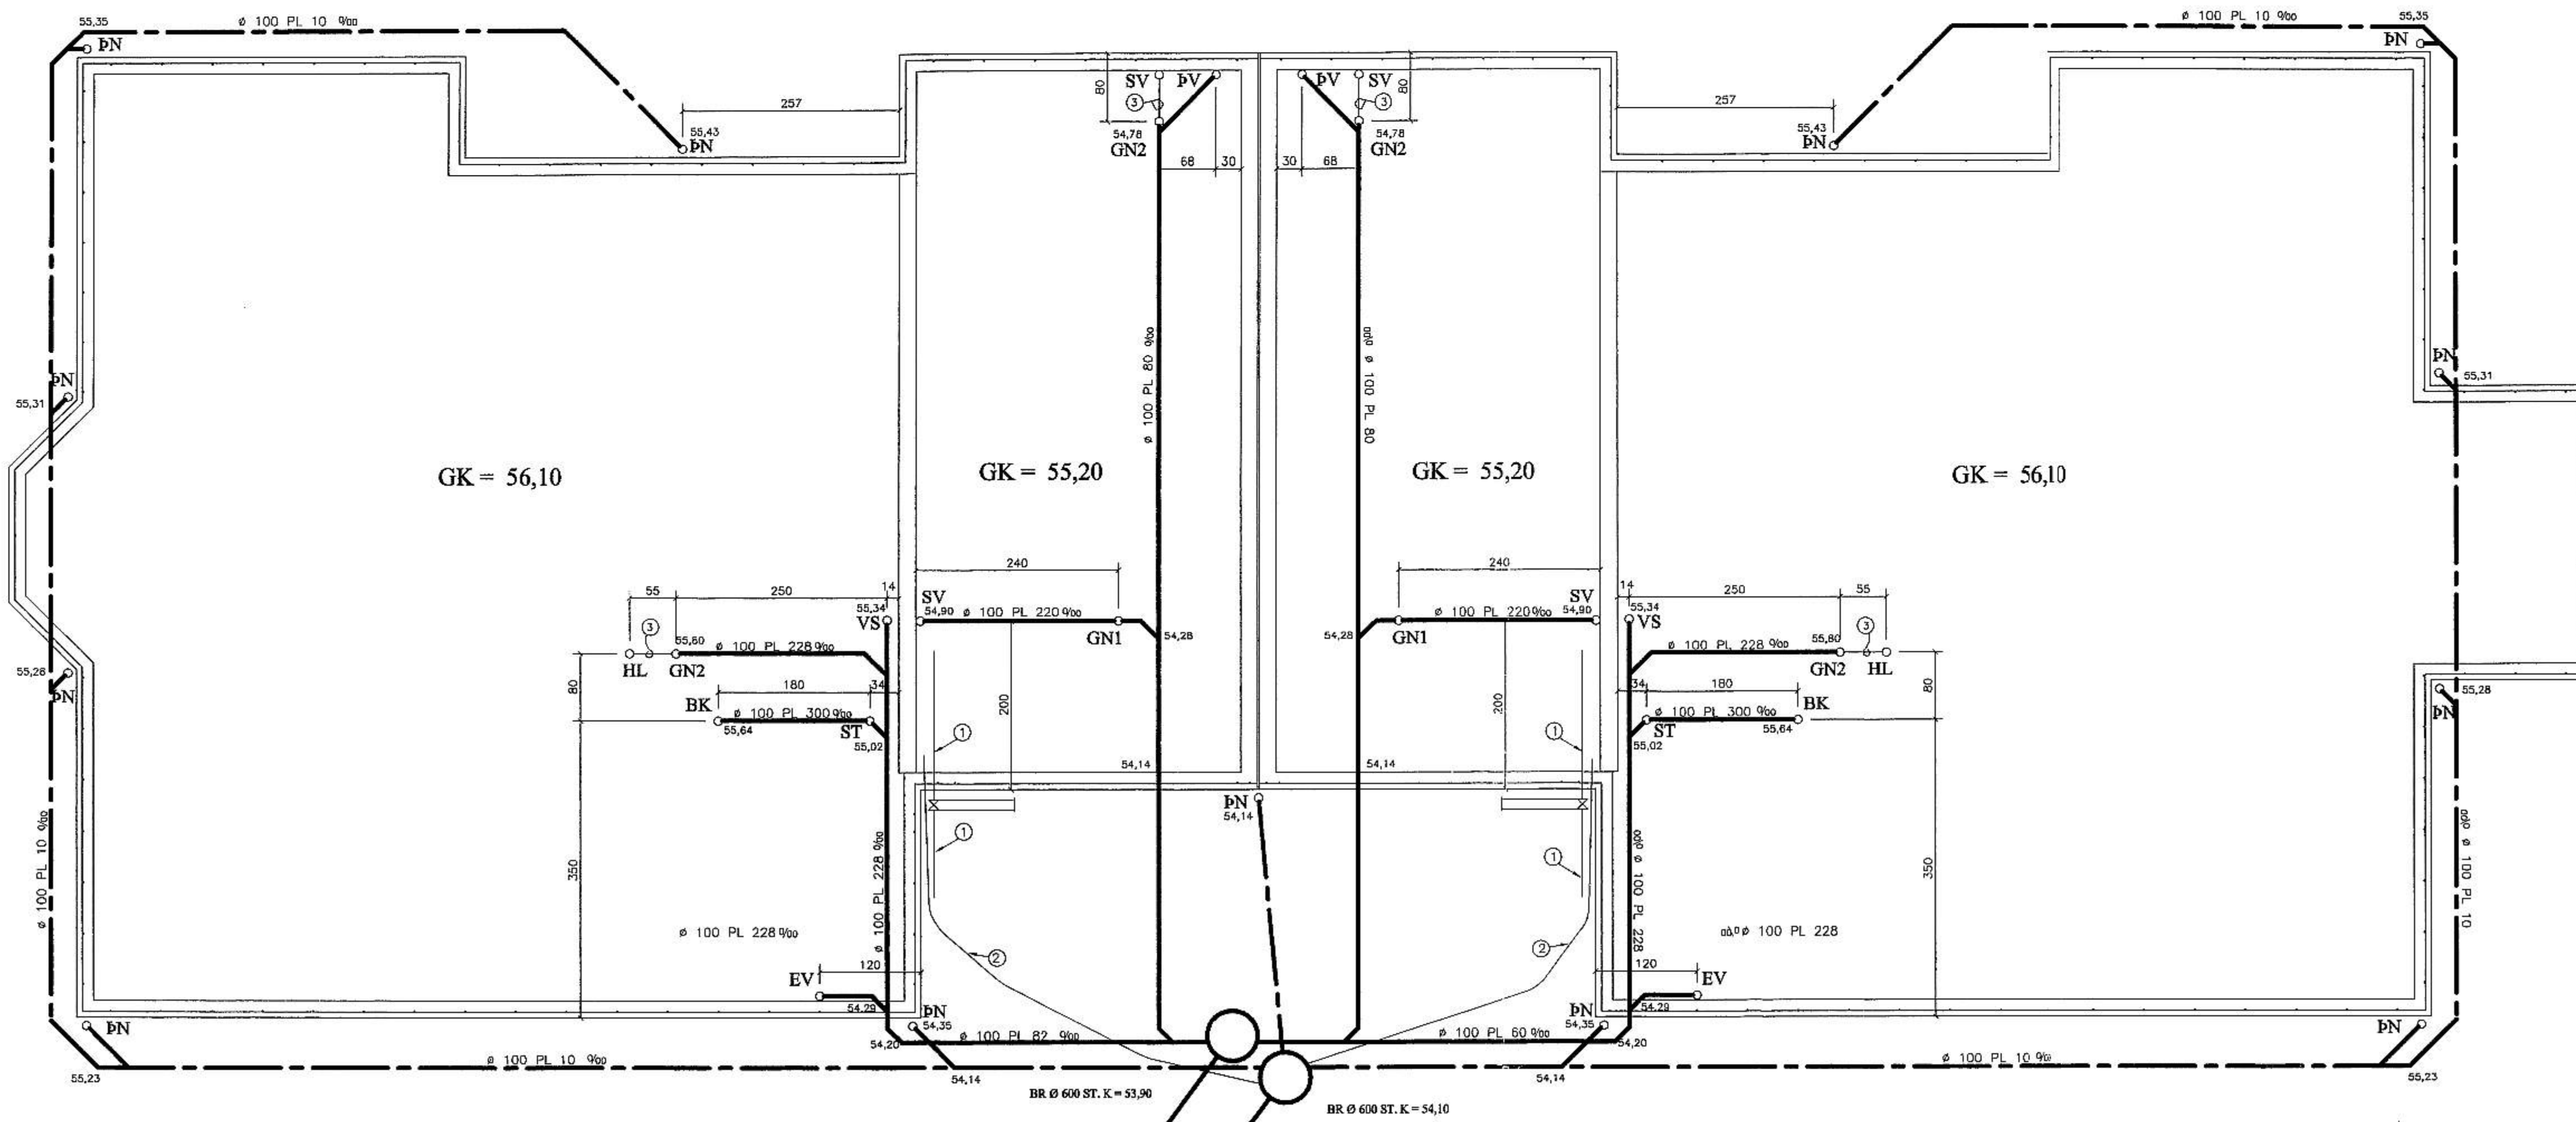 55,35
ø 100 PL 10 ‰
ÞN
257
55,43
ÞN
80
SV
ÞV
3
54,78
GN2
68
30
ÞV
SV
3
80
54,78
GN2
30
68
257
55,43
ÞN
ø 100 PL 10 ‰
55,35
ÞN
ÞN
55,31
ø 100 PL 80 ‰
‰ ø 100 PL 80
ÞN
55,31
GK = 56,10
GK = 55,20
GK = 55,20
GK = 56,10
55
250
14
240
240
14
250
55
3
55,34
VS
SV
54,90
ø 100 PL 220‰
GN1
54,28
54,28
GN1
ø 100 PL 220‰
SV
54,90
55,34
VS
3
HL
GN2
ø 100 PL 228‰
ø 100 PL 228 ‰
55,80
GN2
HL
55,28
ÞN
80
180
34
BK
ø 100 PL 300‰
55,64
ST
55,02
200
200
34
180
BK
ø 100 PL 300‰
55,64
ST
55,02
80
55,28
ÞN
1
1
54,14
54,14
ÞN
54,14
1
1
ø 100 PL 10 ‰
350
ø 100 PL 228 ‰
‰ ø 100 PL 228
350
‰ ø 100 PL 10
ø 100 PL 228‰
2
2
‰ ø 100 PL 228
120
EV
54,29
120
EV
54,29
ÞN
ÞN
54,35
ÞN
54,35
ÞN
54,20
ø 100 PL 82 ‰
ø 100 PL 60‰
54,20
ø 100 PL 10 ‰
ø 100 PL 10‰
55,23
54,14
54,14
55,23
BR Ø 600 ST. K = 53,90
BR Ø 600 ST. K = 54,10